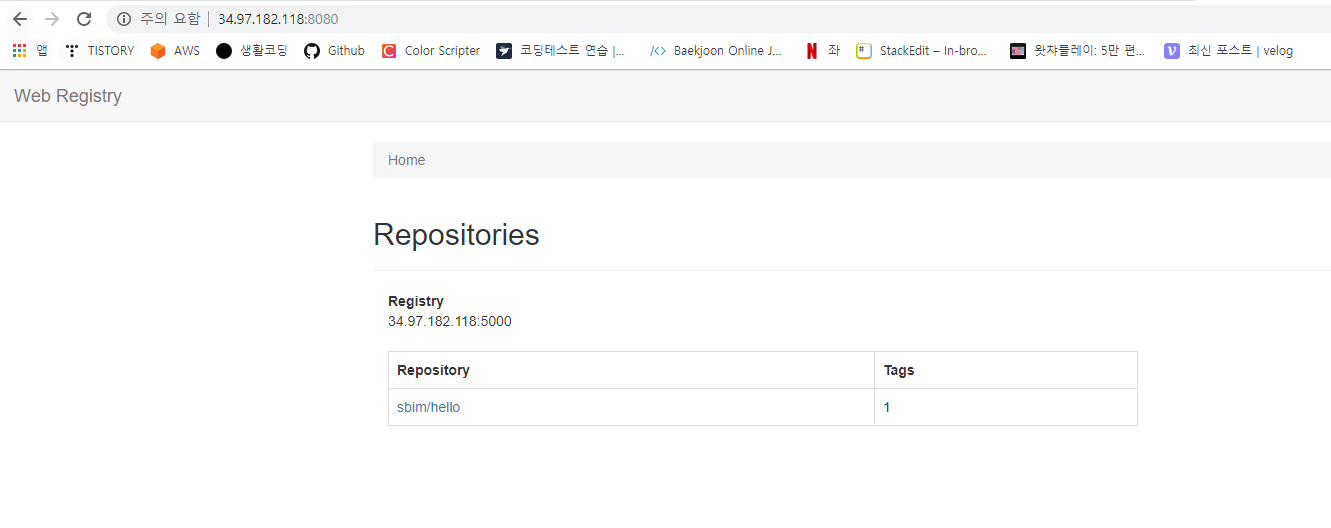 주의 요함 | 34.97.182.118:8080
앱 TISTORY AWS 생활코딩 Github Color Scripter 코딩테스트 연습 |... Baekjoon Online J... 좌 StackEdit – In-bro... 왓챠플레이: 5만 편... 최신 포스트 | velog
Web Registry
Home
Repositories
Registry
34.97.182.118:5000
Repository Tags
sbim/hello 1